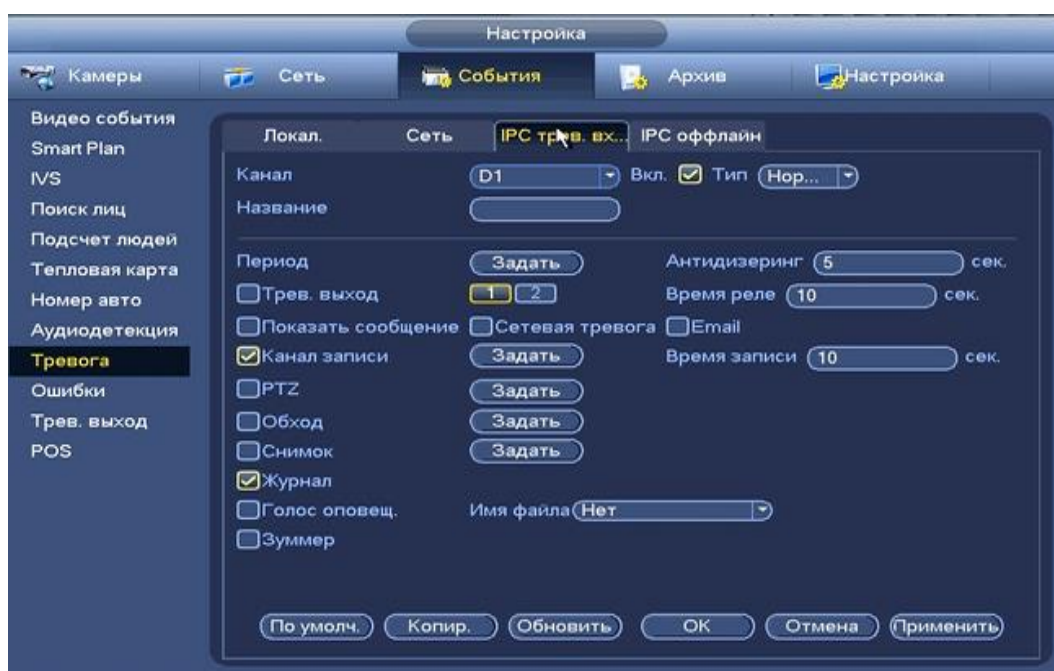 Настройка
Камеры Сеть События Архив Настройка
Видео события
Smart Plan
IVS
Поиск лиц
Подсчет людей
Тепловая карта
Номер авто
Аудиодетекция
Тревога
Ошибки
Трев. выход
POS
Локал. Сеть IPC трев. вх... IPC оффлайн
Канал D1 Вкл. Тип Нор...
Название
Период Задать Антидизеринг 5 сек.
Трев. выход 1 2 Время реле 10 сек.
Показать сообщение Сетевая тревога Email
Канал записи Задать Время записи 10 сек.
PTZ Задать
Обход Задать
Снимок Задать
Журнал
Голос оповещ. Имя файла Нет
Зуммер
По умолч. Копир. Обновить OK Отмена Применить